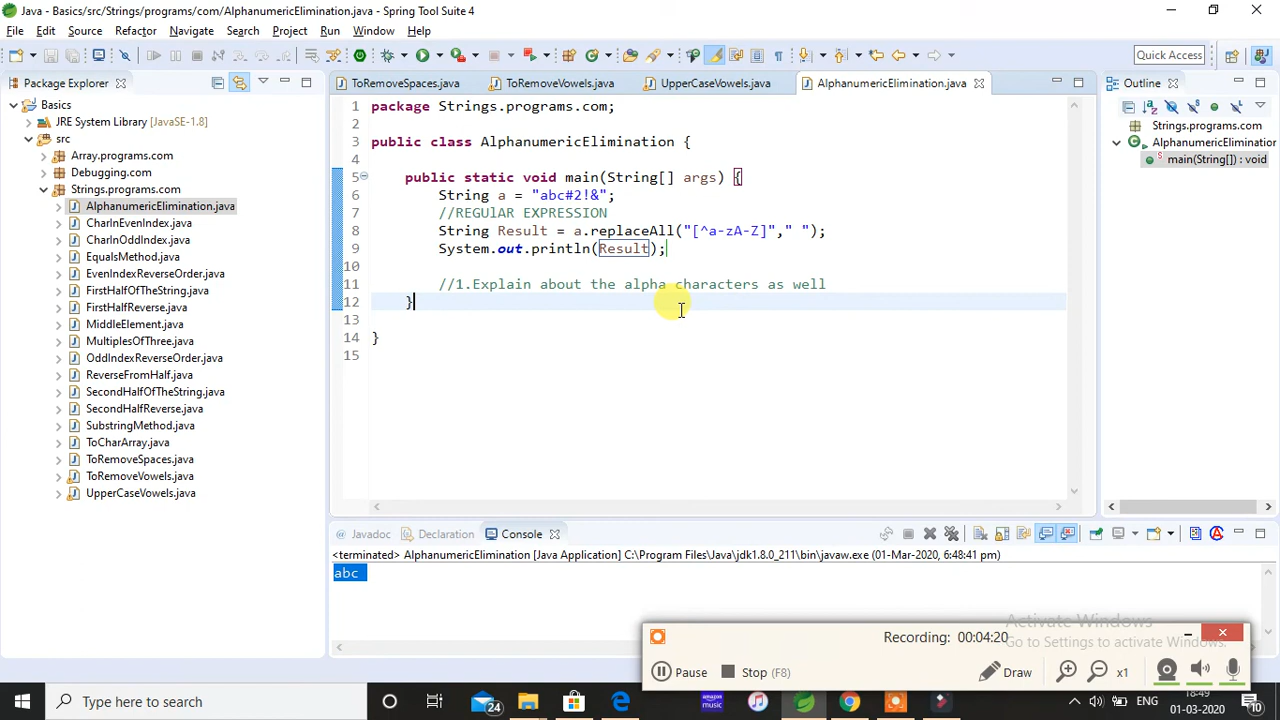 Java - Basics/src/Strings/programs/com/AlphanumericElimination.java - Spring Tool Suite 4
File Edit Source Refactor Navigate Search Project Run Window Help
Quick Access
Package Explorer
ToRemoveSpaces.java ToRemoveVowels.java UpperCaseVowels.java AlphanumericElimination.java
Outline
Basics
JRE System Library [JavaSE-1.8]
src
Array.programs.com
Debugging.com
Strings.programs.com
AlphanumericElimination.java
CharInEvenIndex.java
CharInOddIndex.java
EqualsMethod.java
EvenIndexReverseOrder.java
FirstHalfOfTheString.java
FirstHalfReverse.java
MiddleElement.java
MultiplesOfThree.java
OddIndexReverseOrder.java
ReverseFromHalf.java
SecondHalfOfTheString.java
SecondHalfReverse.java
SubstringMethod.java
ToCharArray.java
ToRemoveSpaces.java
ToRemoveVowels.java
UpperCaseVowels.java
1 package Strings.programs.com;
2
3 public class AlphanumericElimination {
4
5 public static void main(String[] args) {
6 String a = "abc#2!&";
7 //REGUlAR EXPRESSION
8 String Result = a.replaceAll("[^a-zA-Z]"," ");
9 System.out.println(Result);
10
11 //1.Explain about the alpha characters as well
12 }
13
14 }
15
Strings.programs.com
AlphanumericElimination
main(String[]) : void
Javadoc Declaration Console
<terminated> AlphanumericElimination [Java Application] C:\Program Files\Java\jdk1.8.0_211\bin\javaw.exe (01-Mar-2020, 6:48:41 pm)
abc
Activate Windows
Go to Settings to activate Windows.
Recording: 00:04:20
Pause Stop (F8) Draw x1
Type here to search
24
amazon music
ENG
18:49
01-03-2020
10